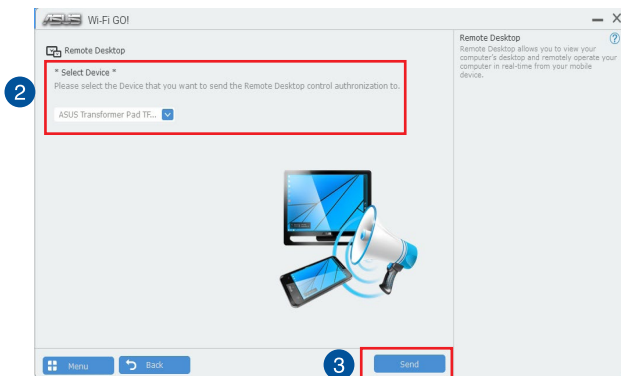 ASUS Wi-Fi GO!
Remote Desktop
* Select Device *
Please select the Device that you want to send the Remote Desktop control authronization to.
ASUS Transformer Pad TF...
2
Remote Desktop
Remote Desktop allows you to view your
computer's desktop and remotely operate your
computer in real-time from your mobile
device.
?
Menu
Back
3
Send